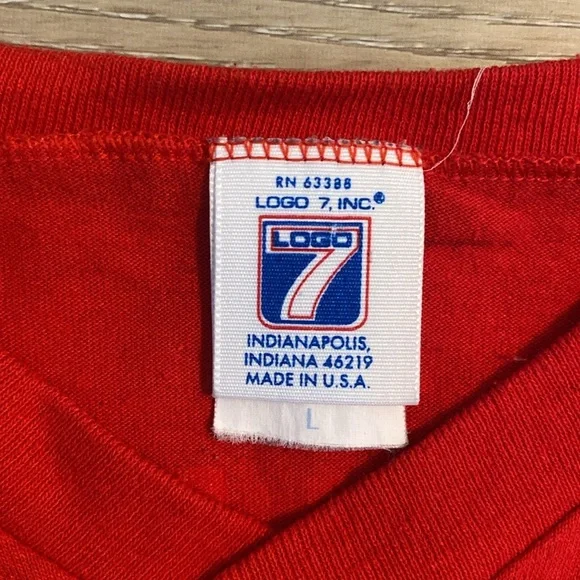 RN 63388
LOGO 7, INC.®
LOGO
7
INDIANAPOLIS,
INDIANA 46219
MADE IN U.S.A.
L